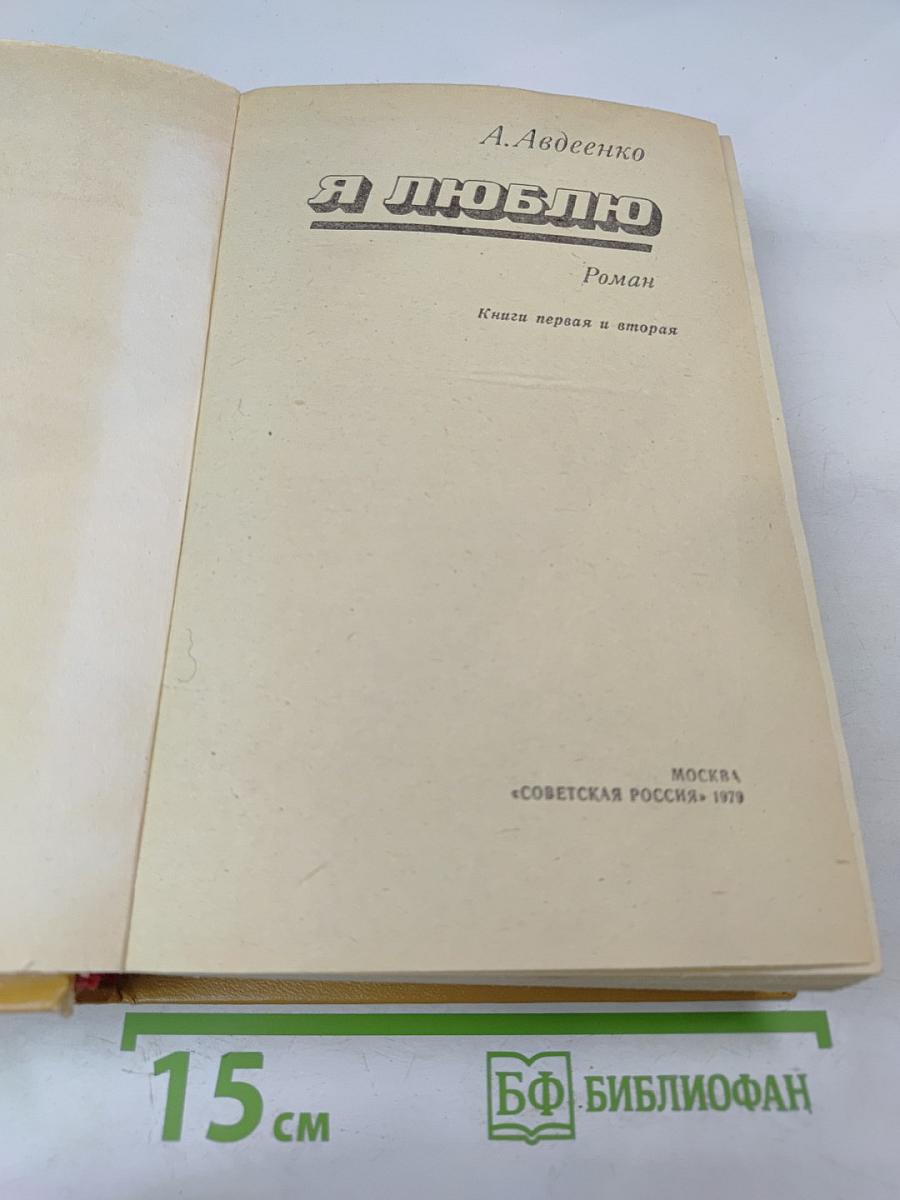 А. Авдеенко
Я ЛЮБЛЮ
Роман
Книги первая и вторая
МОСКВА
«СОВЕТСКАЯ РОССИЯ» 1979
15 см
БФ БИБЛИОФАН